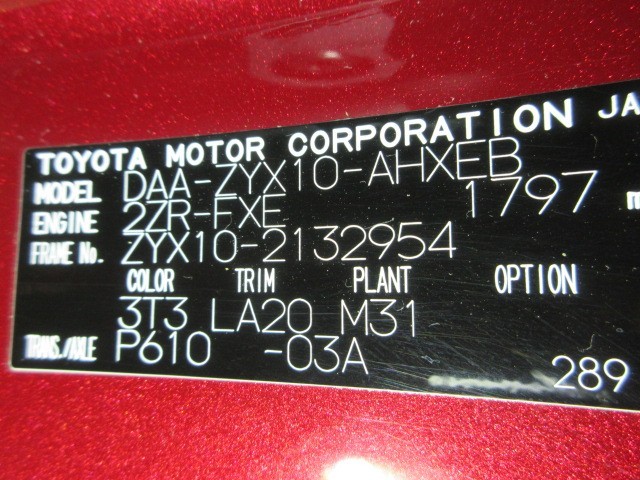 TOYOTA MOTOR CORPORATION JA
MODEL DAA-ZYX10-AHXEB
ENGINE 2ZR-FXE 1797
FRAME No. ZYX10-2132954
COLOR TRIM PLANT OPTION
3T3 LA20 M31
TRANS./AXLE P610 -03A
289